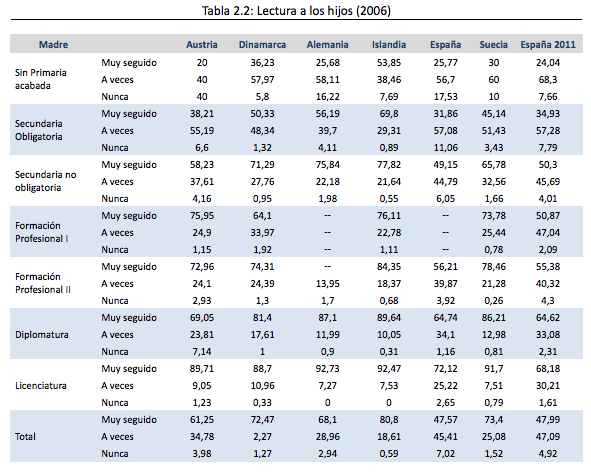 Tabla 2.2: Lectura a los hijos (2006)
Madre Austria Dinamarca Alemania Islandia España Suecia España 2011
Sin Primaria acabada Muy seguido 20 36,23 25,68 53,85 25,77 30 24,04
A veces 40 57,97 58,11 38,46 56,7 60 68,3
Nunca 40 5,8 16,22 7,69 17,53 10 7,66
Secundaria Obligatoria Muy seguido 38,21 50,33 56,19 69,8 31,86 45,14 34,93
A veces 55,19 48,34 39,7 29,31 57,08 51,43 57,28
Nunca 6,6 1,32 4,11 0,89 11,06 3,43 7,79
Secundaria no obligatoria Muy seguido 58,23 71,29 75,84 77,82 49,15 65,78 50,3
A veces 37,61 27,76 22,18 21,64 44,79 32,56 45,69
Nunca 4,16 0,95 1,98 0,55 6,05 1,66 4,01
Formación Profesional I Muy seguido 75,95 64,1 -- 76,11 -- 73,78 50,87
A veces 24,9 33,97 -- 22,78 -- 25,44 47,04
Nunca 1,15 1,92 1,11 0,78 2,09
Formación Profesional II Muy seguido 72,96 74,31 -- 84,35 56,21 78,46 55,38
A veces 24,1 24,39 13,95 18,37 39,87 21,28 40,32
Nunca 2,93 1,3 1,7 0,68 3,92 0,26 4,3
Diplomatura Muy seguido 69,05 81,4 87,1 89,64 64,74 86,21 64,62
A veces 23,81 17,61 11,99 10,05 34,1 12,98 33,08
Nunca 7,14 1 0,9 0,31 1,16 0,81 2,31
Licenciatura Muy seguido 89,71 88,7 92,73 92,47 72,12 91,7 68,18
A veces 9,05 10,96 7,27 7,53 25,22 7,51 30,21
Nunca 1,23 0,33 0 0 2,65 0,79 1,61
Total Muy seguido 61,25 72,47 68,1 80,8 47,57 73,4 47,99
A veces 34,78 2,27 28,96 18,61 45,41 25,08 47,09
Nunca 3,98 1,27 2,94 0,59 7,02 1,52 4,92